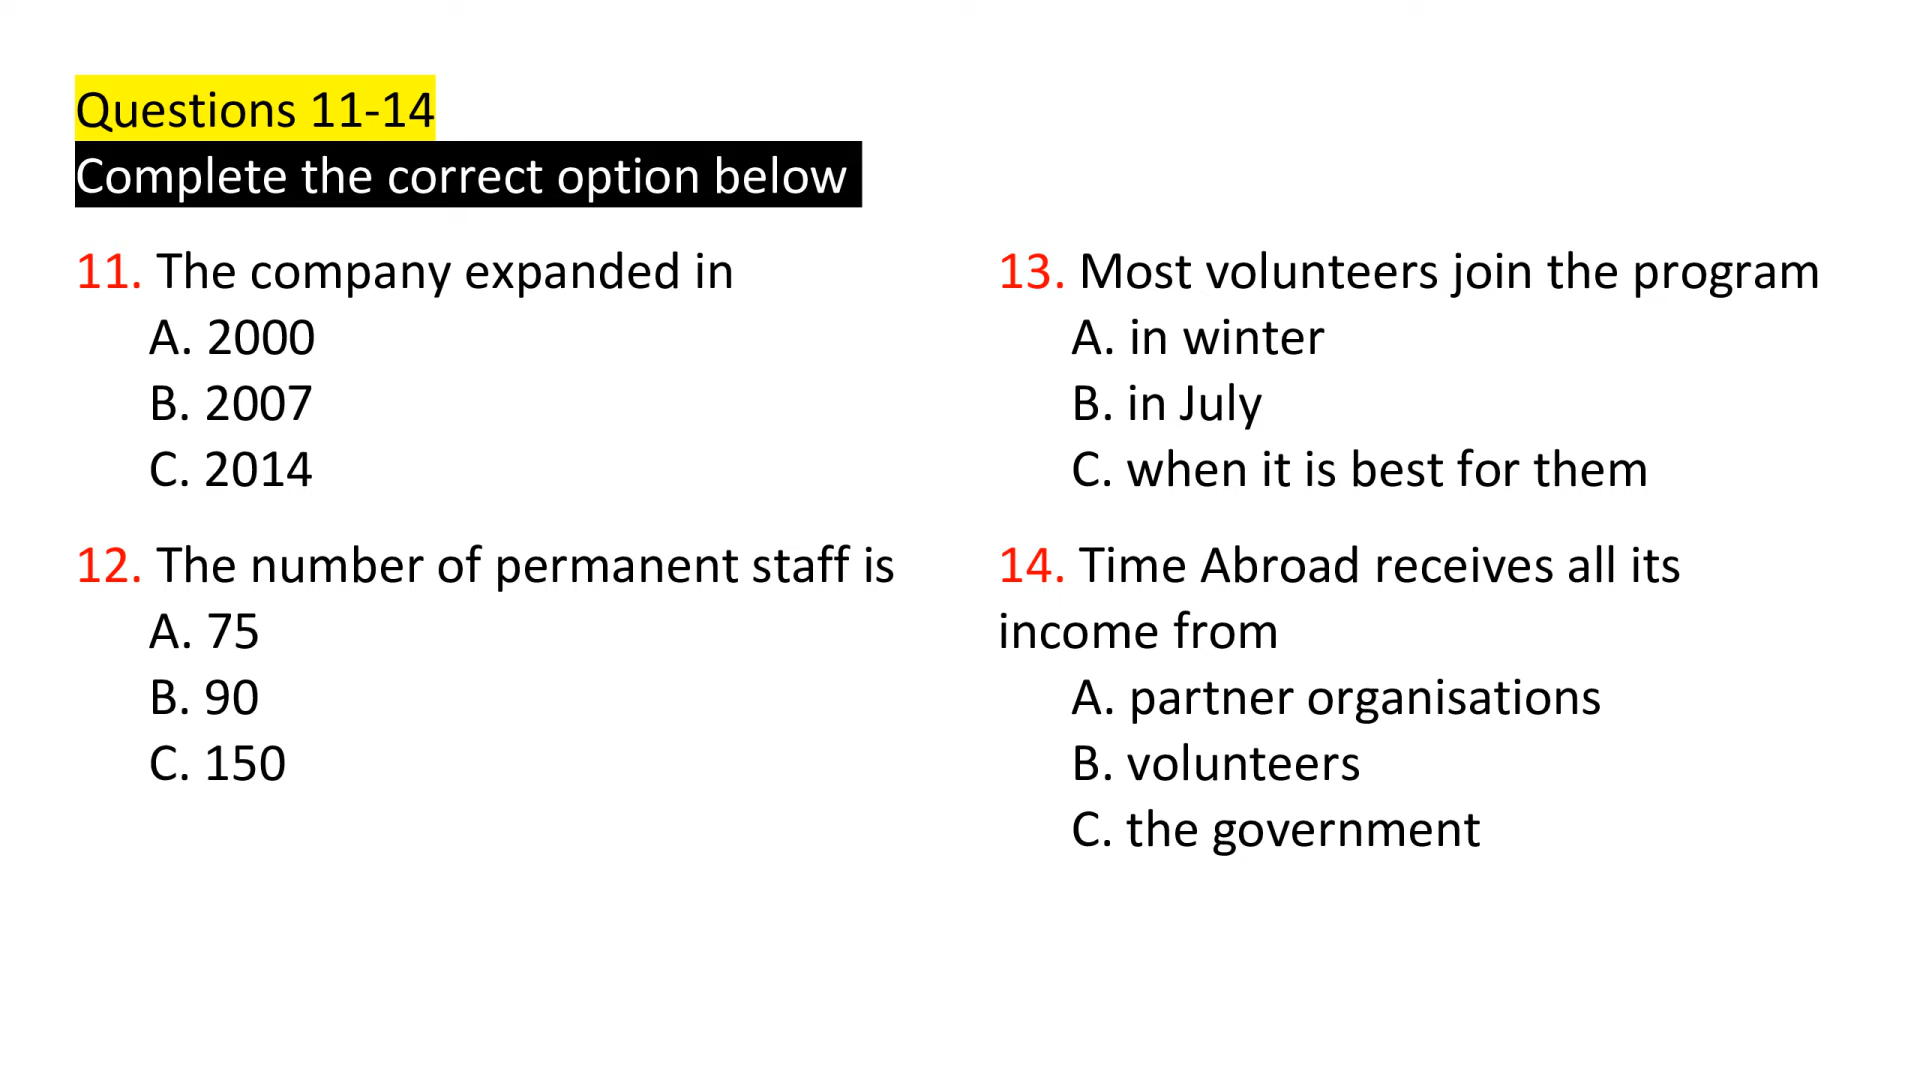 Questions 11-14
Complete the correct option below
11. The company expanded in
A. 2000
B. 2007
C. 2014
12. The number of permanent staff is
A. 75
B. 90
C. 150
13. Most volunteers join the program
A. in winter
B. in July
C. when it is best for them
14. Time Abroad receives all its
income from
A. partner organisations
B. volunteers
C. the government